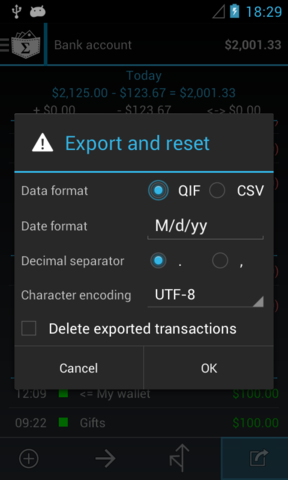 18:29
Bank account $2,001.33
Today
$2,125.00 - $123.67 = $2,001.33
+ $0.00 - $123.67 <-> $0.00
Export and reset
Data format QIF CSV
Date format M/d/yy
Decimal separator . ,
Character encoding UTF-8
Delete exported transactions
Cancel OK
12:09 <= My wallet $100.00
09:22 Gifts $100.00